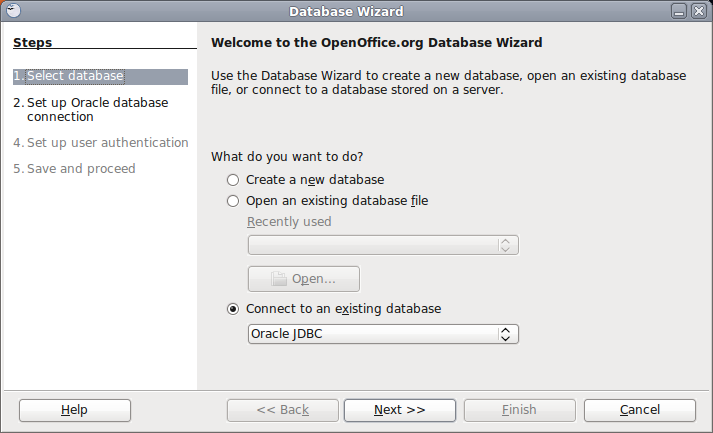 Database Wizard
Steps
1. Select database
2. Set up Oracle database
connection
4. Set up user authentication
5. Save and proceed
Welcome to the OpenOffice.org Database Wizard
Use the Database Wizard to create a new database, open an existing database
file, or connect to a database stored on a server.
What do you want to do?
Create a new database
Open an existing database file
Recently used
Open...
Connect to an existing database
Oracle JDBC
Help
<< Back
Next >>
Finish
Cancel